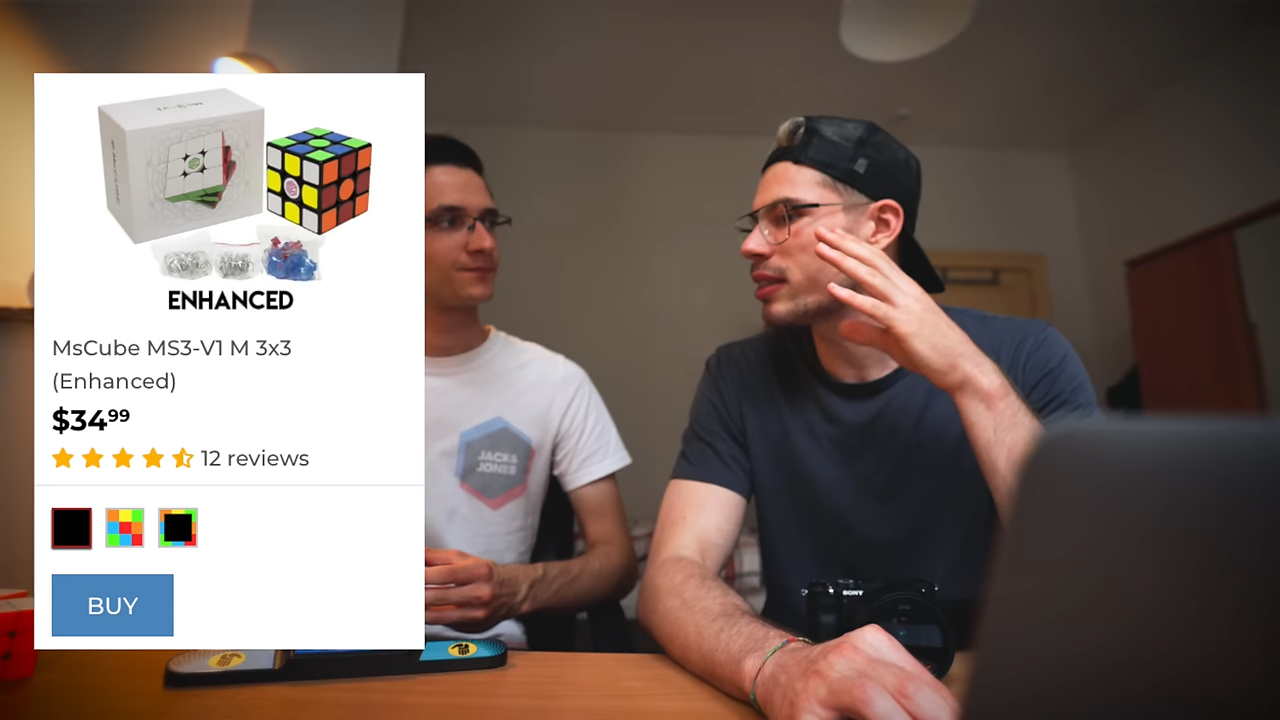 ENHANCED
MsCube MS3-V1 M 3x3
(Enhanced)
$34⁹⁹
12 reviews
BUY
JACK&
JONES
SONY